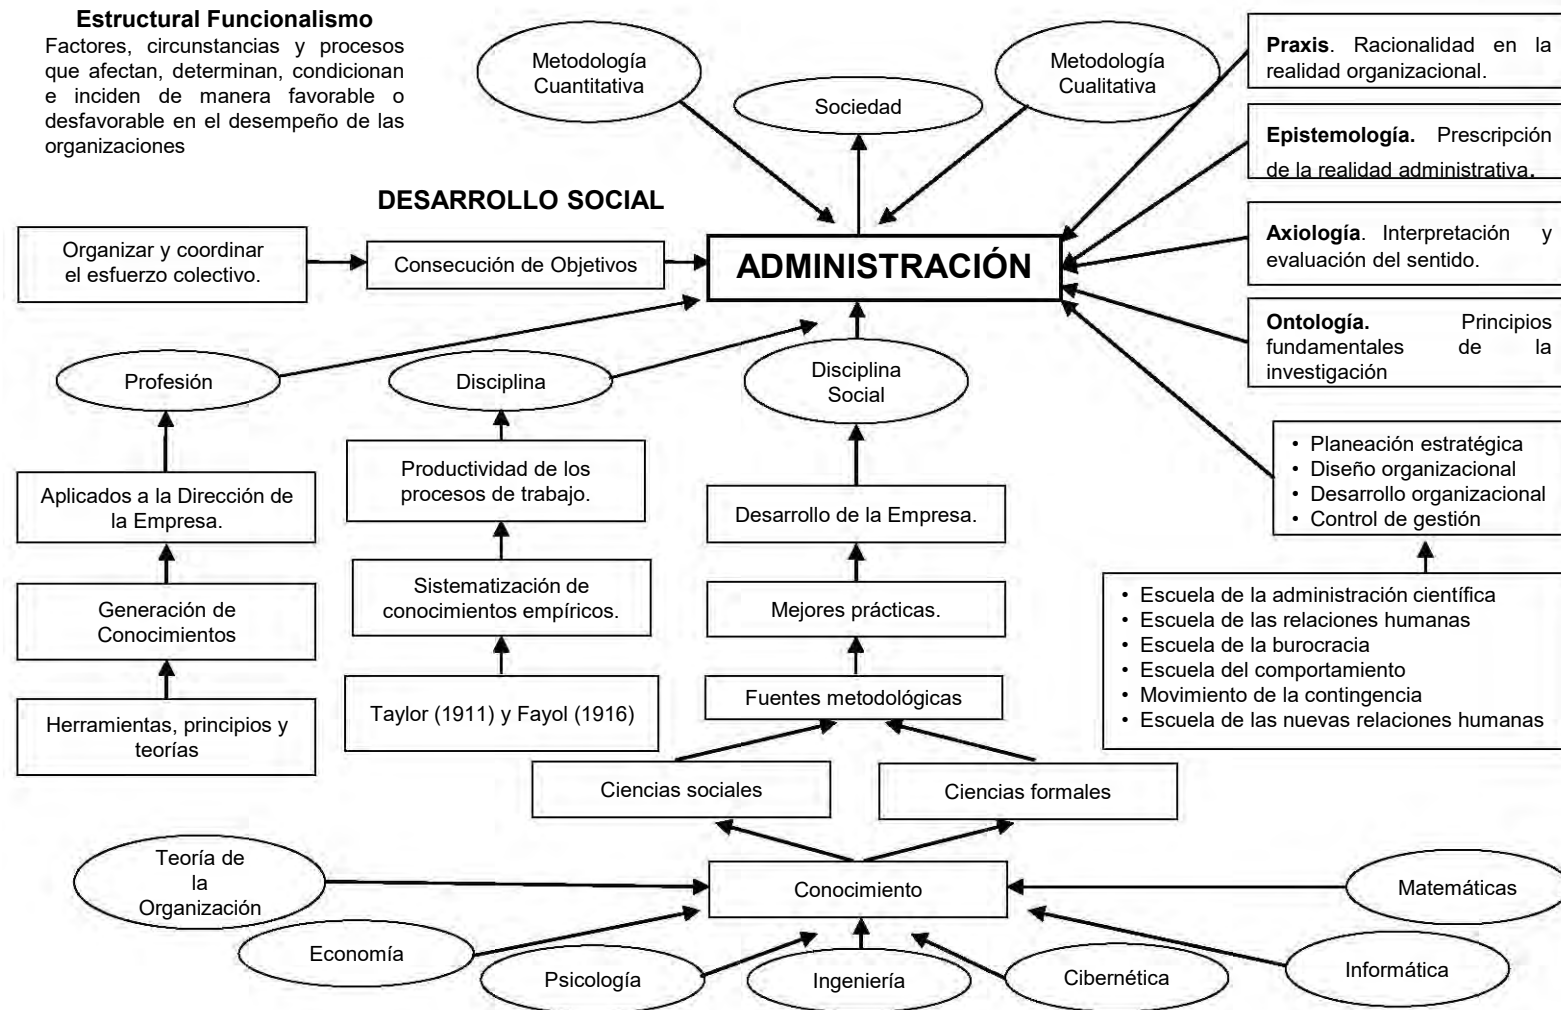 Estructural Funcionalismo
Factores, circunstancias y procesos
que afectan, determinan, condicionan
e inciden de manera favorable o
desfavorable en el desempeño de las
organizaciones
Metodología
Cuantitativa
Sociedad
Metodología
Cualitativa
Praxis. Racionalidad en la
realidad organizacional.
Epistemología. Prescripción
de la realidad administrativa.
Axiología. Interpretación y
evaluación del sentido.
Ontología. Principios
fundamentales de la
investigación
DESARROLLO SOCIAL
Organizar y coordinar
el esfuerzo colectivo.
Consecución de Objetivos
ADMINISTRACIÓN
Profesión
Disciplina
Disciplina
Social
Aplicados a la Dirección de
la Empresa.
Generación de
Conocimientos
Herramientas, principios y
teorías
Productividad de los
procesos de trabajo.
Sistematización de
conocimientos empíricos.
Taylor (1911) y Fayol (1916)
Desarrollo de la Empresa.
Mejores prácticas.
Fuentes metodológicas
• Planeación estratégica
• Diseño organizacional
• Desarrollo organizacional
• Control de gestión
• Escuela de la administración científica
• Escuela de las relaciones humanas
• Escuela de la burocracia
• Escuela del comportamiento
• Movimiento de la contingencia
• Escuela de las nuevas relaciones humanas
Ciencias sociales
Ciencias formales
Teoría de
la
Organización
Conocimiento
Matemáticas
Economía
Psicología
Ingeniería
Cibernética
Informática